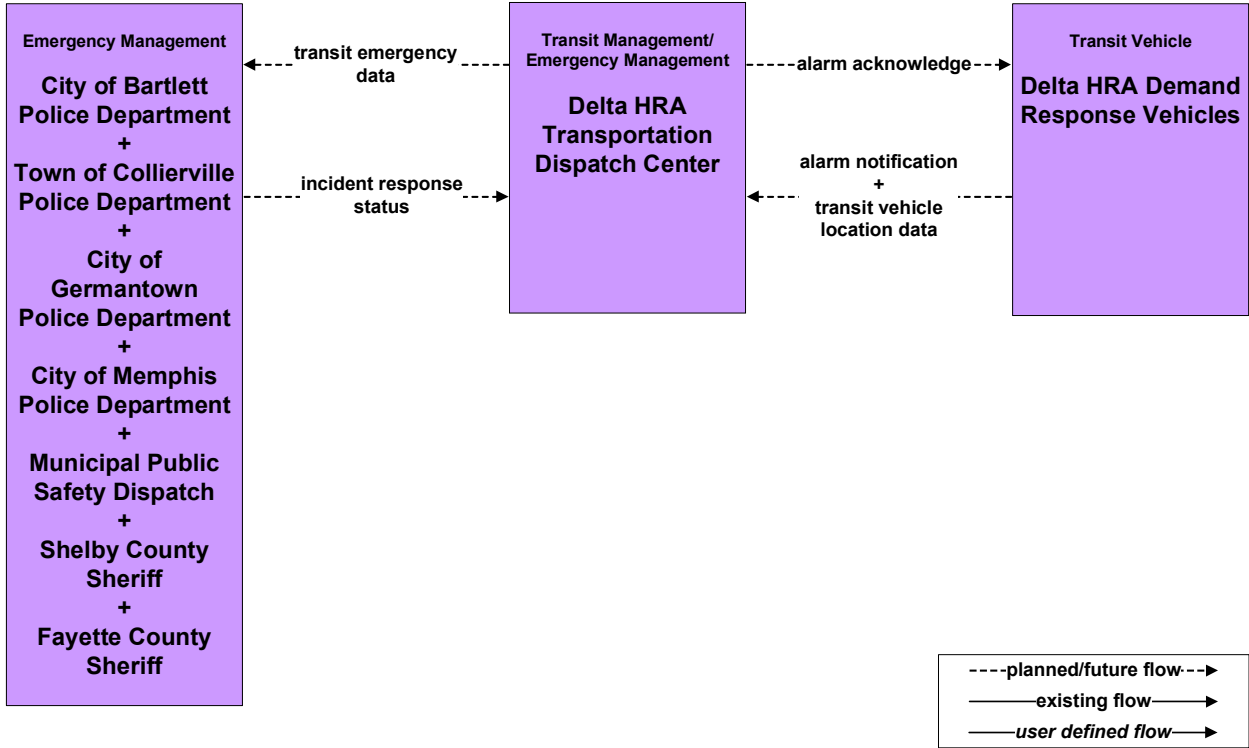 Emergency Management
City of Bartlett
Police Department
+
Town of Collierville
Police Department
+
City of
Germantown
Police Department
+
City of Memphis
Police Department
+
Municipal Public
Safety Dispatch
+
Shelby County
Sheriff
+
Fayette County
Sheriff
transit emergency
data
incident response
status
Transit Management/
Emergency Management
Delta HRA
Transportation
Dispatch Center
alarm acknowledge
alarm notification
+
transit vehicle
location data
Transit Vehicle
Delta HRA Demand
Response Vehicles
planned/future flow
existing flow
user defined flow